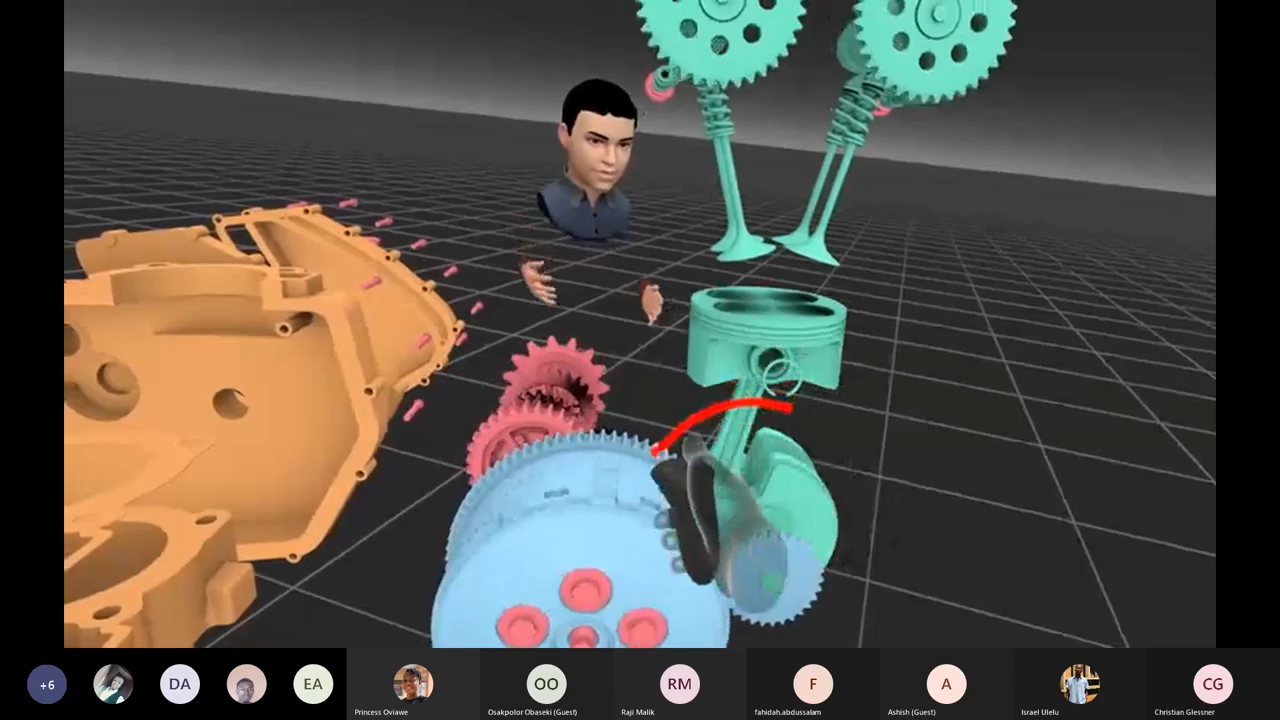 +6
DA
EA
Princess Oviawe
OO
Osakpolor Obaseki (Guest)
RM
Raji Malik
F
fahidah.abdussalam
A
Ashish (Guest)
Israel Ulelu
CG
Christian Glessner